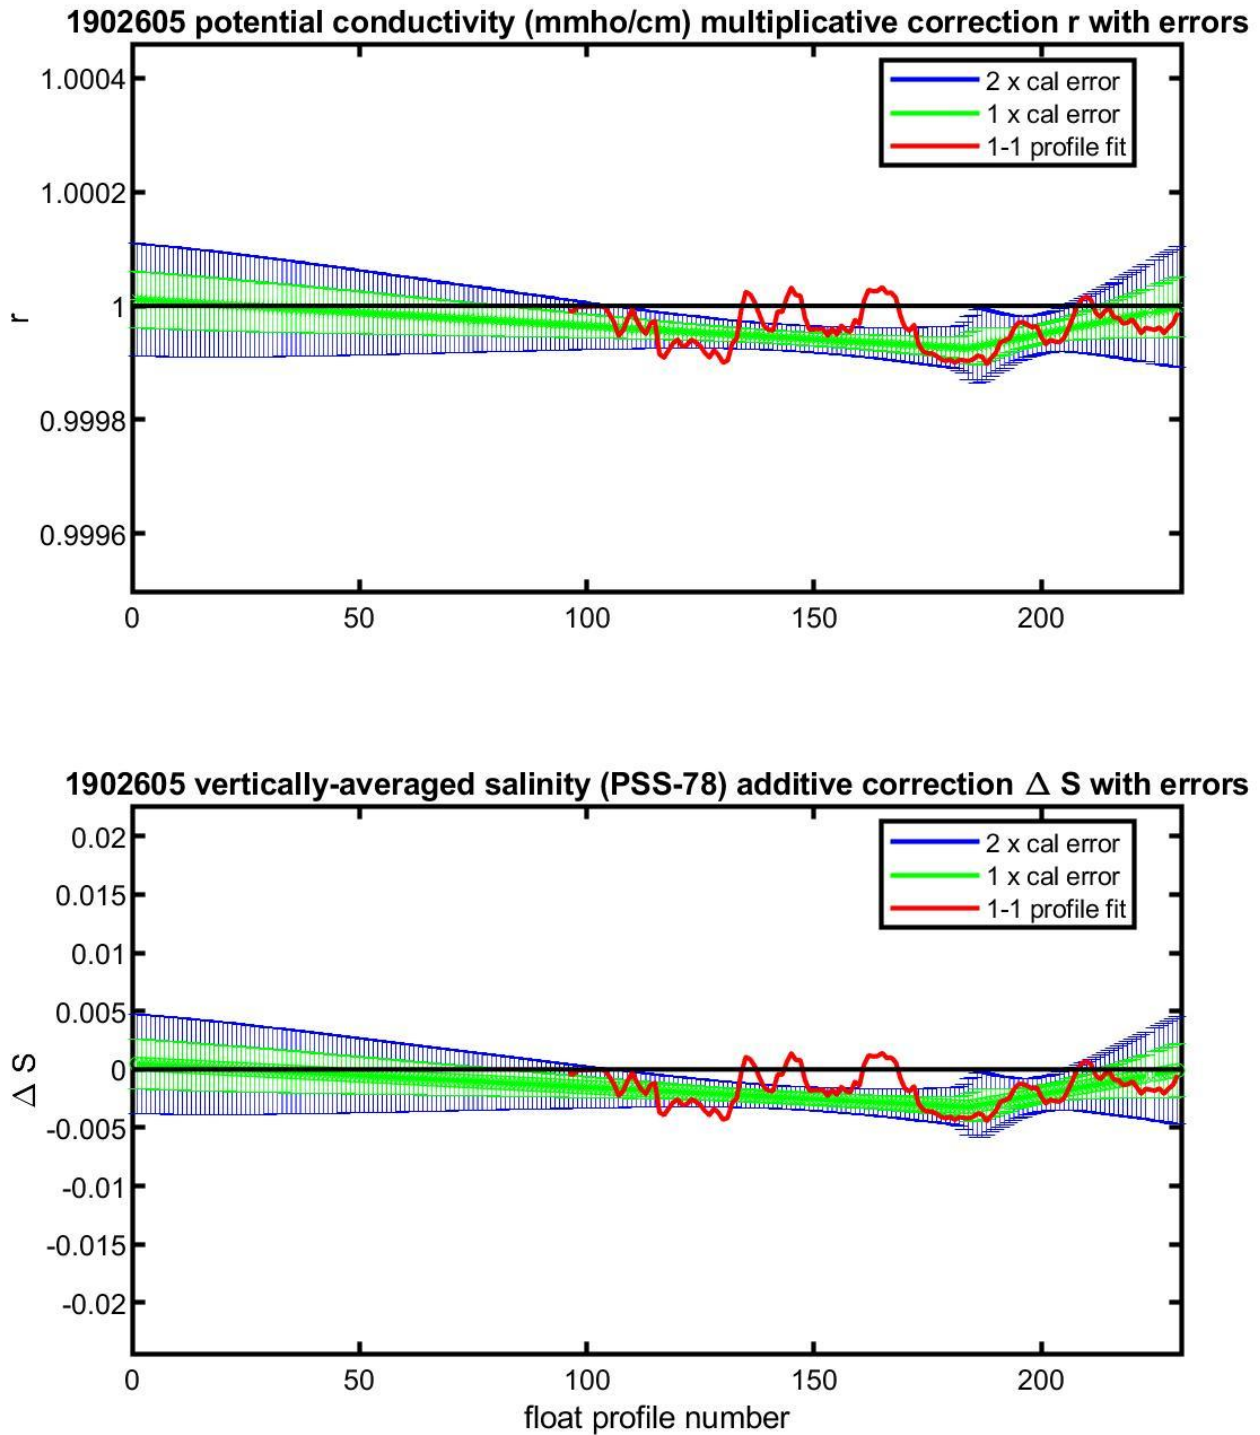 1902605 potential conductivity (mmho/cm) multiplicative correction r with errors
2 x cal error
1 x cal error
1-1 profile fit
1.0004
1.0002
1
0.9998
0.9996
r
0 50 100 150 200
1902605 vertically-averaged salinity (PSS-78) additive correction Δ S with errors
2 x cal error
1 x cal error
1-1 profile fit
0.02
0.015
0.01
0.005
0
-0.005
-0.01
-0.015
-0.02
Δ S
0 50 100 150 200
float profile number